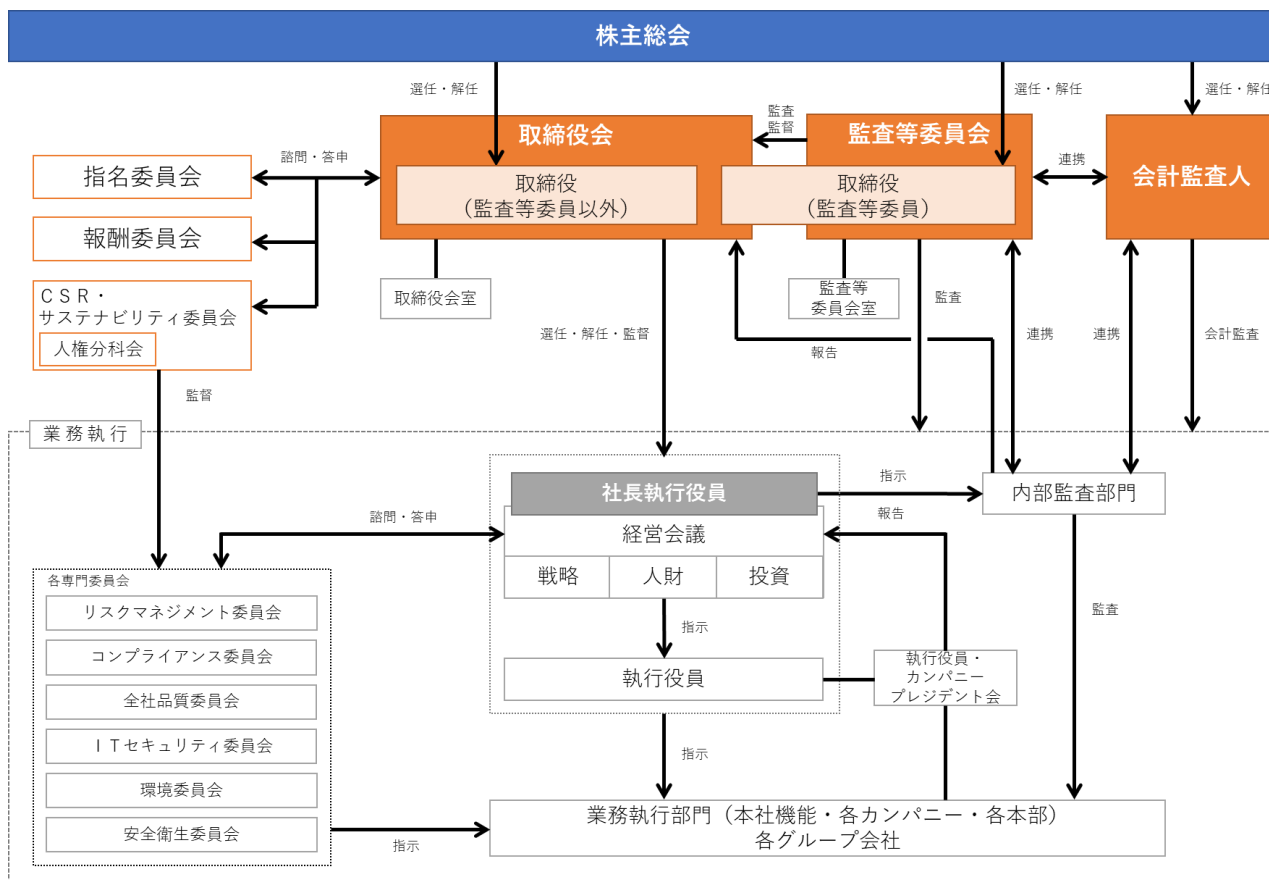 株主総会
選任・解任
選任・解任
選任・解任
取締役会
監査
監督
監査等委員会
会計監査人
諮問・答申
連携
指名委員会
取締役
（監査等委員以外）
取締役
（監査等委員）
報酬委員会
ＣＳＲ・
サステナビリティ委員会
人権分科会
取締役会室
監査等
委員会室
監査
選任・解任・監督
報告
連携
連携
会計監査
監督
業務執行
社長執行役員
指示
内部監査部門
諮問・答申
経営会議
報告
戦略
人財
投資
各専門委員会
リスクマネジメント委員会
コンプライアンス委員会
全社品質委員会
ＩＴセキュリティ委員会
環境委員会
安全衛生委員会
指示
監査
執行役員
執行役員・
カンパニー
プレジデント会
指示
指示
業務執行部門（本社機能・各カンパニー・各本部）
各グループ会社